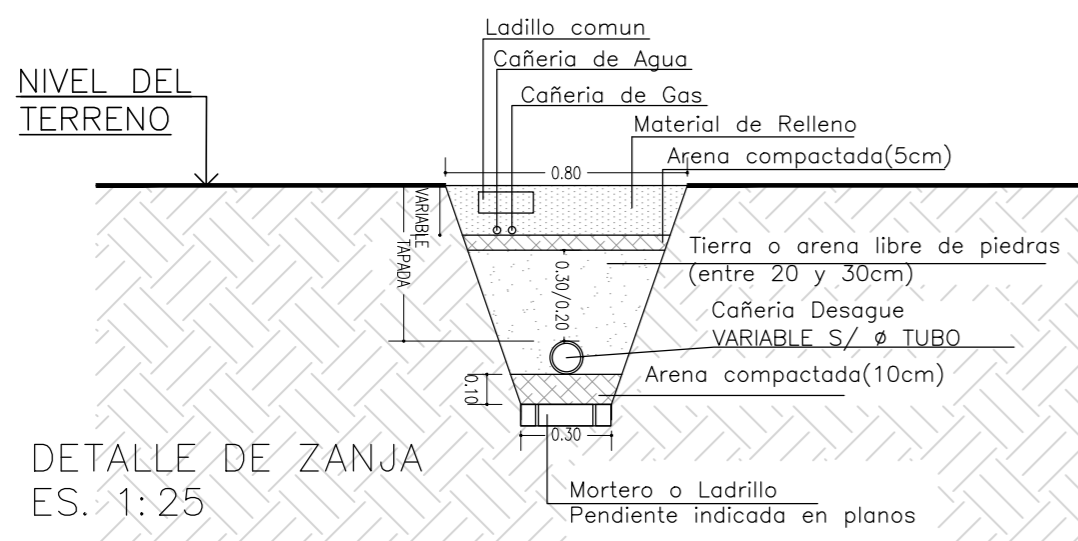 Ladillo comun
Cañeria de Agua
Cañeria de Gas
Material de Relleno
Arena compactada(5cm)
NIVEL DEL
TERRENO
0.80
VARIABLE
TAPADA
0.30/0.20
Tierra o arena libre de piedras
(entre 20 y 30cm)
Cañeria Desague
VARIABLE S/ ø TUBO
Arena compactada(10cm)
0.10
0.30
Mortero o Ladrillo
Pendiente indicada en planos
DETALLE DE ZANJA
ES. 1:25